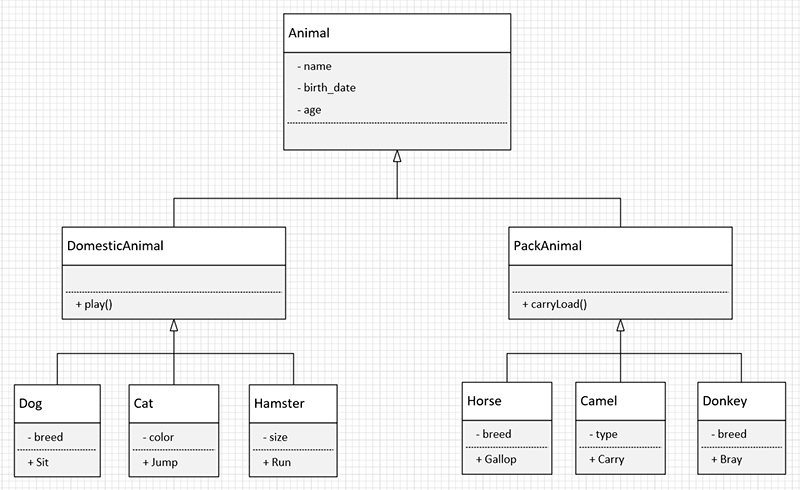 Animal
- name
- birth_date
- age
DomesticAnimal
+ play()
PackAnimal
+ carryLoad()
Dog
- breed
+ Sit
Cat
- color
+ Jump
Hamster
- size
+ Run
Horse
- breed
+ Gallop
Camel
- type
+ Carry
Donkey
- breed
+ Bray